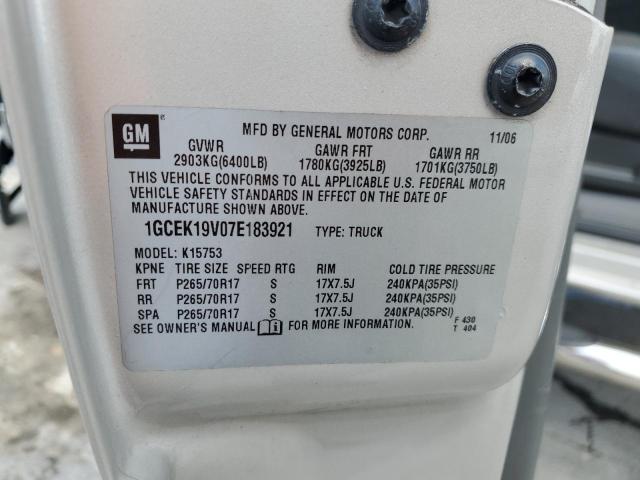 GM ®
MFD BY GENERAL MOTORS CORP. 11/06
GVWR GAWR FRT GAWR RR
2903KG(6400LB) 1780KG(3925LB) 1701KG(3750LB)
THIS VEHICLE CONFORMS TO ALL APPLICABLE U.S. FEDERAL MOTOR
VEHICLE SAFETY STANDARDS IN EFFECT ON THE DATE OF
MANUFACTURE SHOWN ABOVE.
1GCEK19V07E183921 TYPE: TRUCK
MODEL: K15753
KPNE TIRE SIZE SPEED RTG RIM COLD TIRE PRESSURE
FRT P265/70R17 S 17X7.5J 240KPA(35PSI)
RR P265/70R17 S 17X7.5J 240KPA(35PSI)
SPA P265/70R17 S 17X7.5J 240KPA(35PSI)
SEE OWNER'S MANUAL FOR MORE INFORMATION.
F 430
T 404